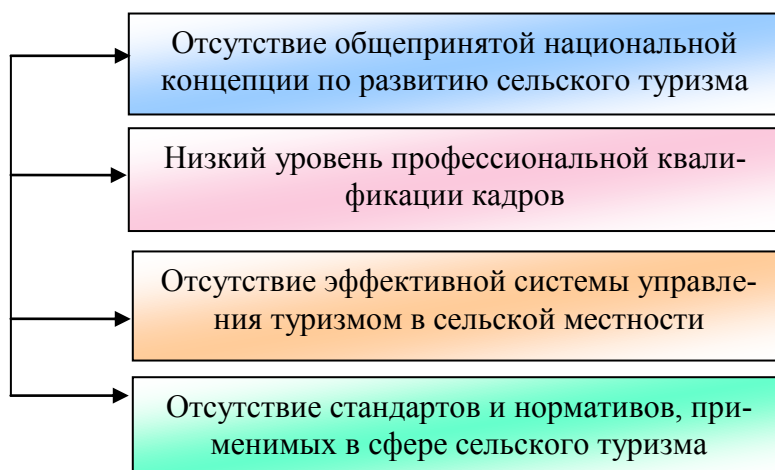 Отсутствие общепринятой национальной
концепции по развитию сельского туризма
Низкий уровень профессиональной квали-
фикации кадров
Отсутствие эффективной системы управле-
ния туризмом в сельской местности
Отсутствие стандартов и нормативов, при-
менимых в сфере сельского туризма